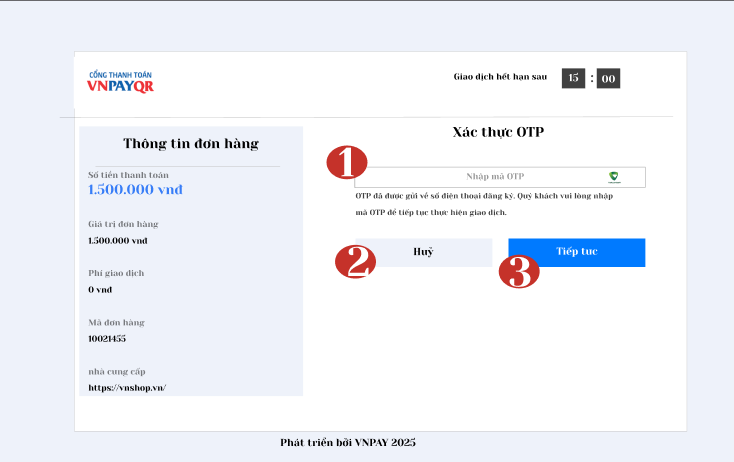 CỔNG THANH TOÁN
VNPAYQR
Giao dịch hết hạn sau 15 : 00
Thông tin đơn hàng
Số tiền thanh toán
1.500.000 vnđ
Giá trị đơn hàng
1.500.000 vnđ
Phí giao dịch
0 vnđ
Mã đơn hàng
10021455
nhà cung cấp
https://vnshop.vn/
Xác thực OTP
1
Nhập mã OTP
OTP đã được gửi về số điện thoại đăng ký. Quý khách vui lòng nhập
mã OTP để tiếp tục thực hiện giao dịch.
2
Huỷ
3
Tiếp tuc
Phát triển bởi VNPAY 2025